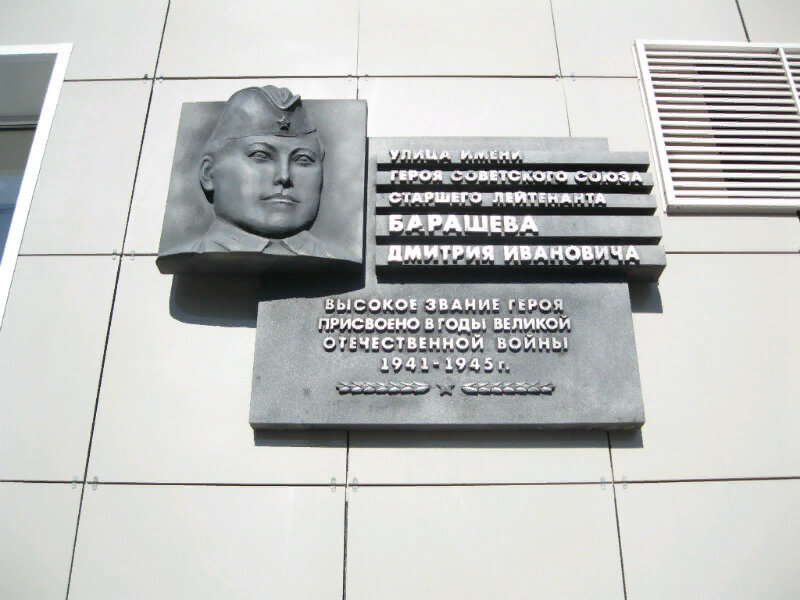 УЛИЦА ИМЕНИ
ГЕРОЯ СОВЕТСКОГО СОЮЗА
СТАРШЕГО ЛЕЙТЕНАНТА
БАРАШЕВА
ДМИТРИЯ ИВАНОВИЧА
ВЫСОКОЕ ЗВАНИЕ ГЕРОЯ
ПРИСВОЕНО В ГОДЫ ВЕЛИКОЙ
ОТЕЧЕСТВЕННОЙ ВОЙНЫ
1941-1945 г.